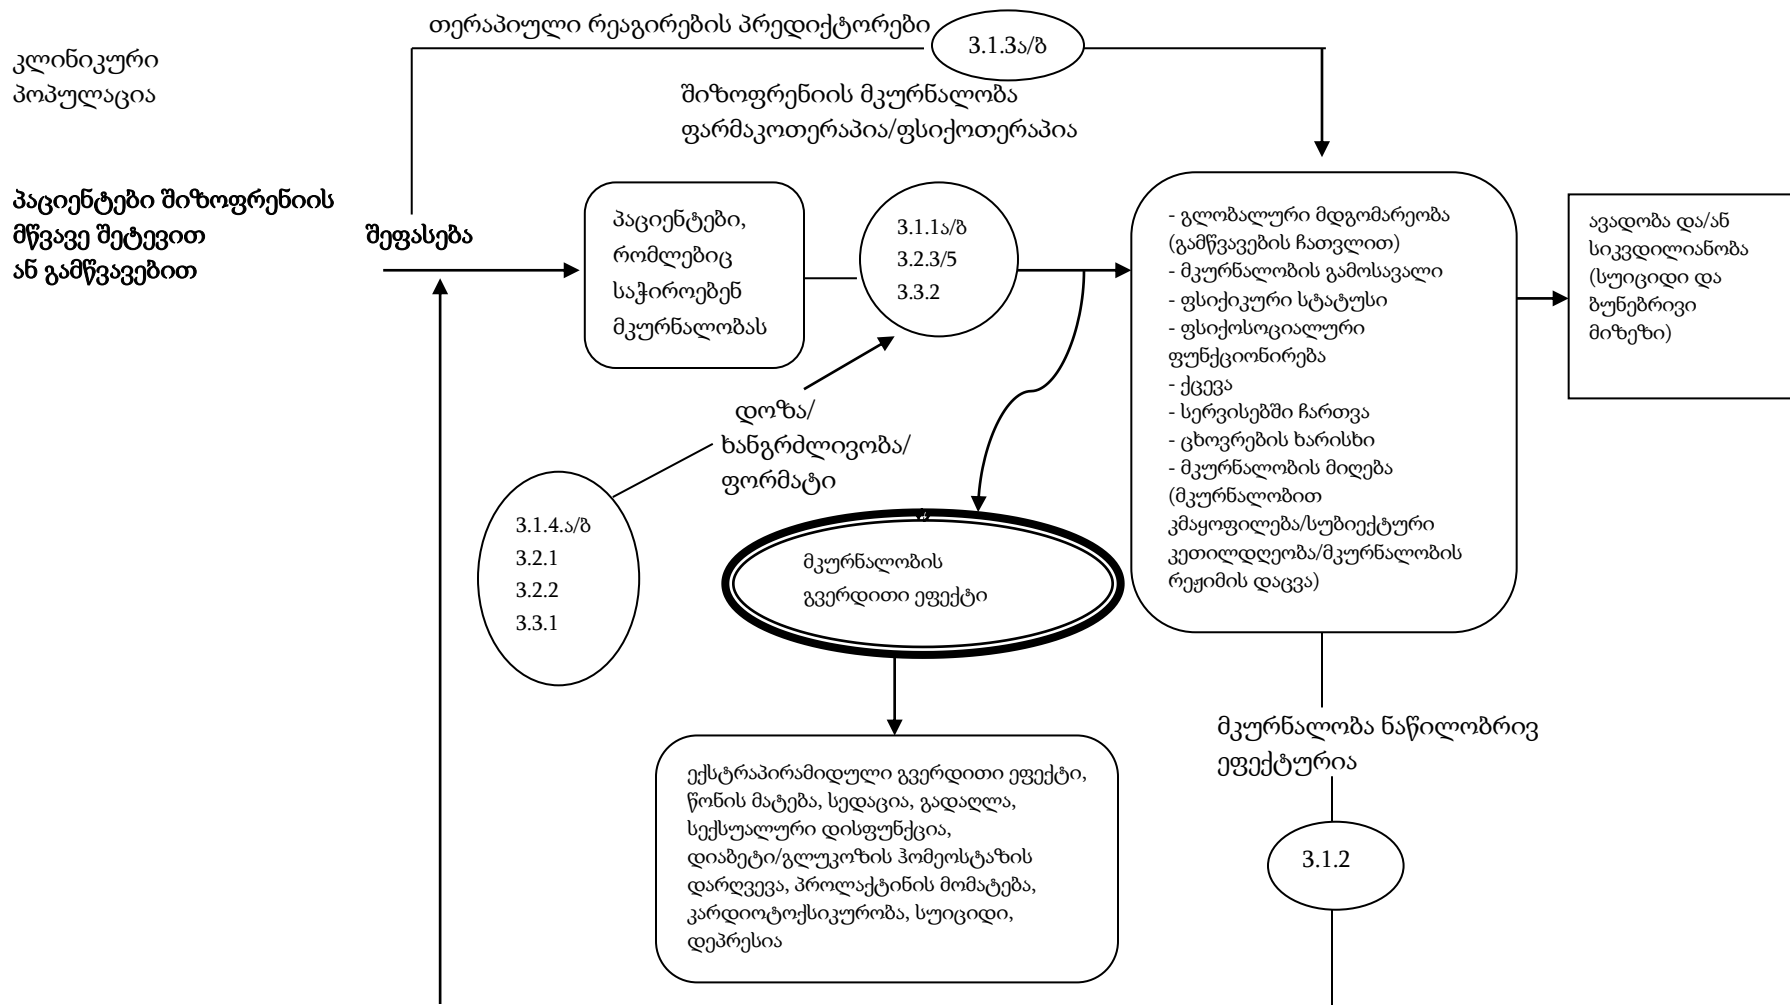 თერაპიული რეაგირების პრედიქტორები
3.1.3ა/ბ
კლინიკური
პოპულაცია
შიზოფრენიის მკურნალობა
ფარმაკოთერაპია/ფსიქოთერაპია
პაციენტები შიზოფრენიის
მწვავე შეტევით
ან გამწვავებით
შეფასება
პაციენტები,
რომლებიც
საჭიროებენ
მკურნალობას
3.1.1ა/ბ
3.2.3/5
3.3.2
- გლობალური მდგომარეობა
(გამწვავების ჩათვლით)
- მკურნალობის გამოსავალი
- ფსიქიკური სტატუსი
- ფსიქოსოციალური
ფუნქციონირება
- ქცევა
- სერვისებში ჩართვა
- ცხოვრების ხარისხი
- მკურნალობის მიღება
(მკურნალობით
კმაყოფილება/სუბიექტური
კეთილდღეობა/მკურნალობის
რეჟიმის დაცვა)
ავადობა და/ან
სიკვდილიანობა
(სუიციდი და
ბუნებრივი
მიზეზი)
დოზა/
ხანგრძლივობა/
ფორმატი
3.1.4.ა/ბ
3.2.1
3.2.2
3.3.1
მკურნალობის
გვერდითი ეფექტი
მკურნალობა ნაწილობრივ
ეფექტურია
3.1.2
ექსტრაპირამიდული გვერდითი ეფექტი,
წონის მატება, სედაცია, გადაღლა,
სექსუალური დისფუნქცია,
დიაბეტი/გლუკოზის ჰომეოსტაზის
დარღვევა, პროლაქტინის მომატება,
კარდიოტოქსიკურობა, სუიციდი,
დეპრესია